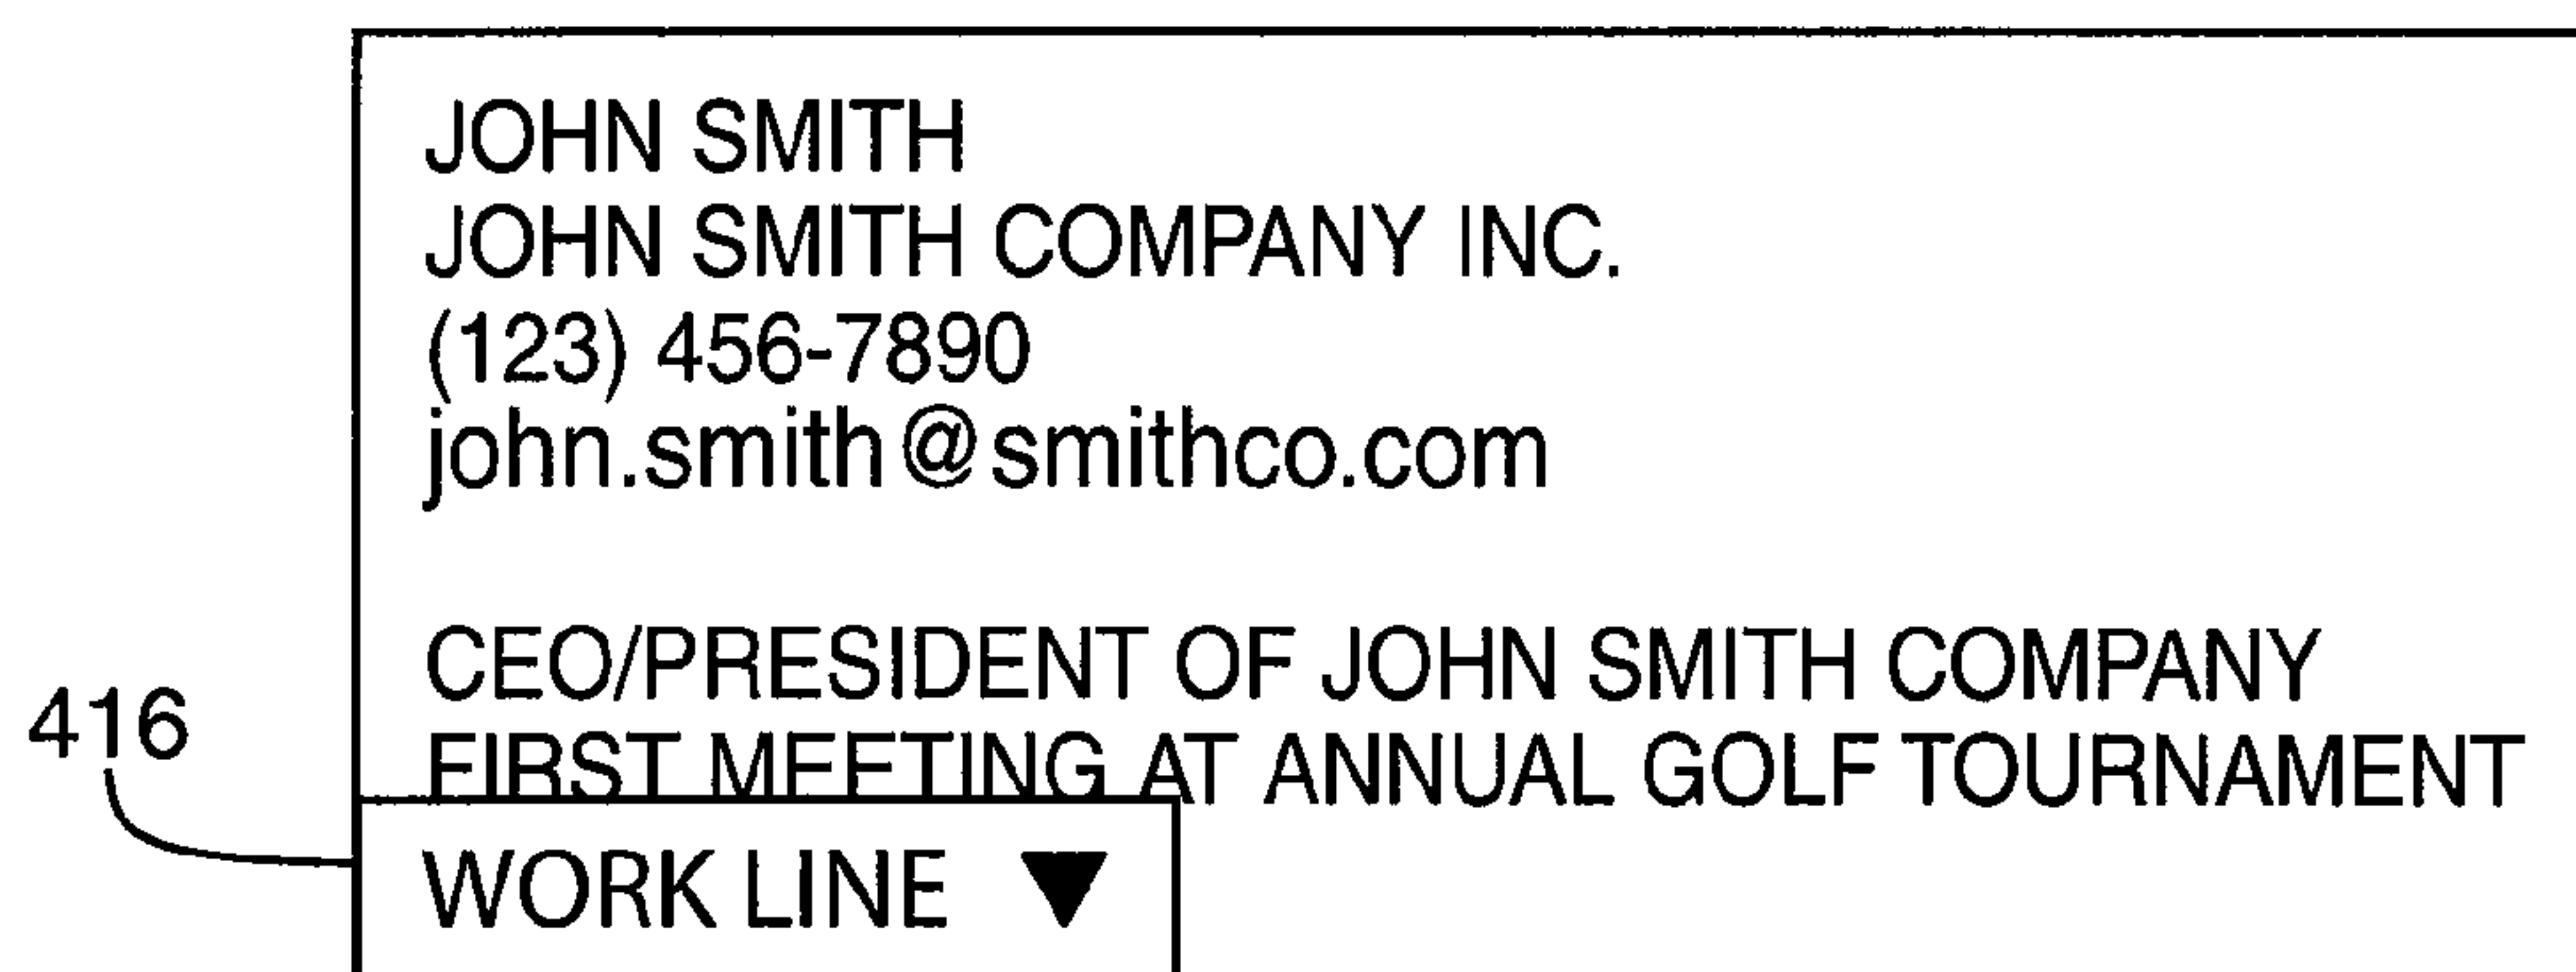 JOHN SMITH
JOHN SMITH COMPANY INC.
(123) 456-7890
john.smith@smithco.com
CEO/PRESIDENT OF JOHN SMITH COMPANY
FIRST MEETING AT ANNUAL GOLF TOURNAMENT
416
WORK LINE ▼